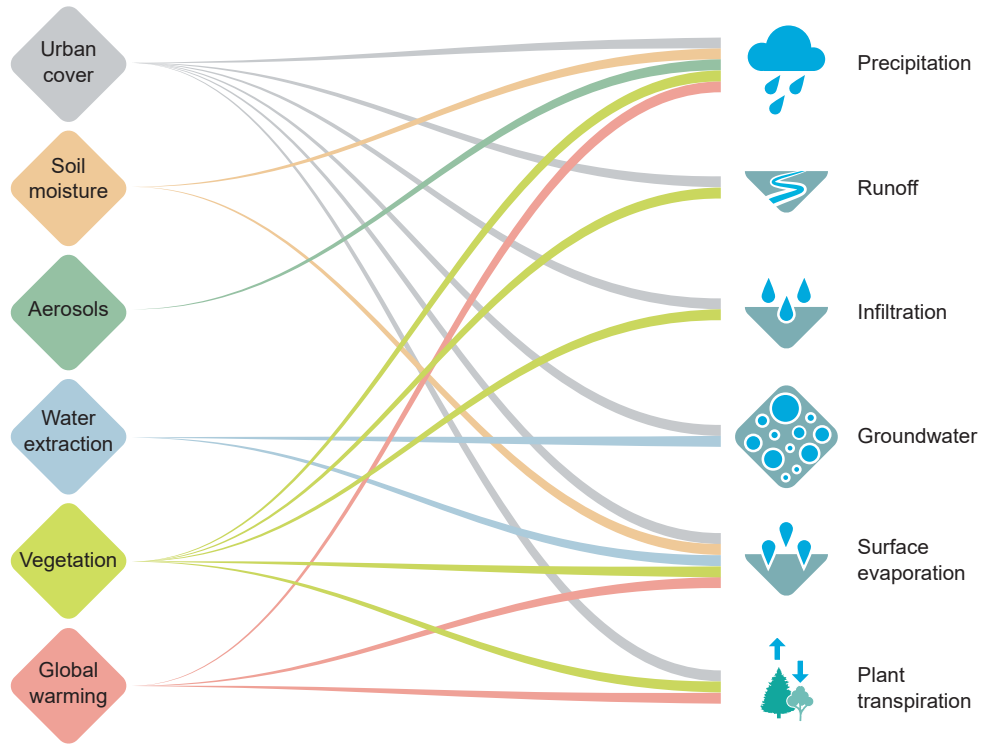 Urban
cover
Soil
moisture
Aerosols
Water
extraction
Vegetation
Global
warming
Precipitation
Runoff
Infiltration
Groundwater
Surface
evaporation
Plant
transpiration